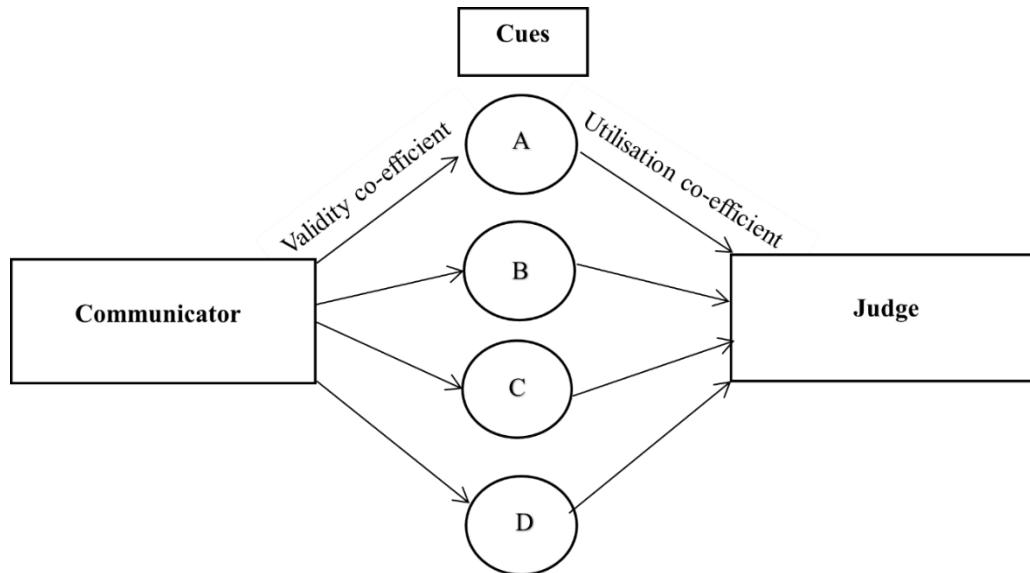 Cues
A
Validity co-efficient
Utilisation co-efficient
B
Communicator
Judge
C
D